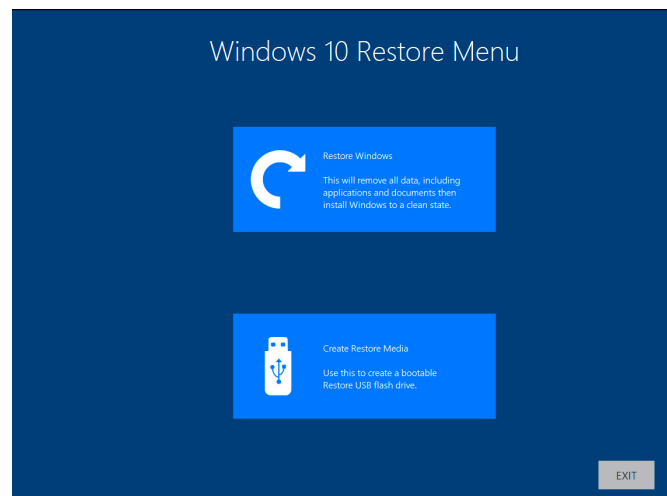 Windows 10 Restore Menu
Restore Windows
This will remove all data, including
applications and documents then
install Windows to a clean state.
Create Restore Media
Use this to create a bootable
Restore USB flash drive.
EXIT